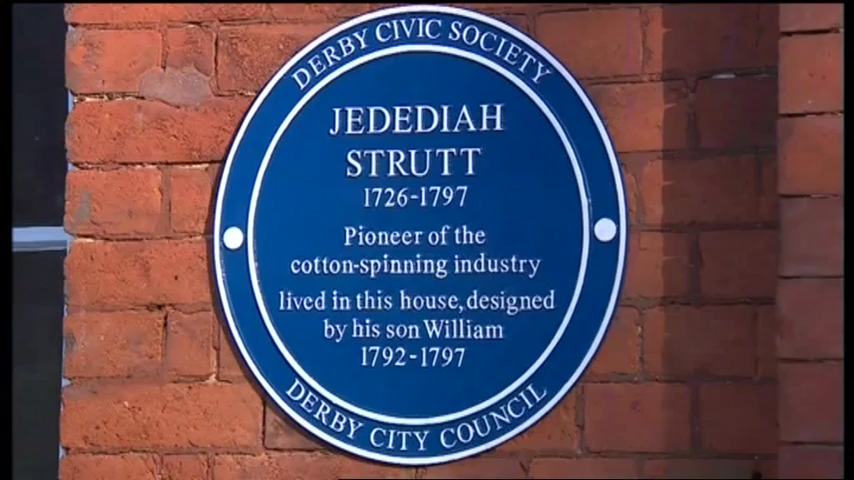 DERBY CIVIC SOCIETY
JEDEDIAH
STRUTT
1726-1797
Pioneer of the
cotton-spinning industry
lived in this house, designed
by his son William
1792-1797
DERBY CITY COUNCIL